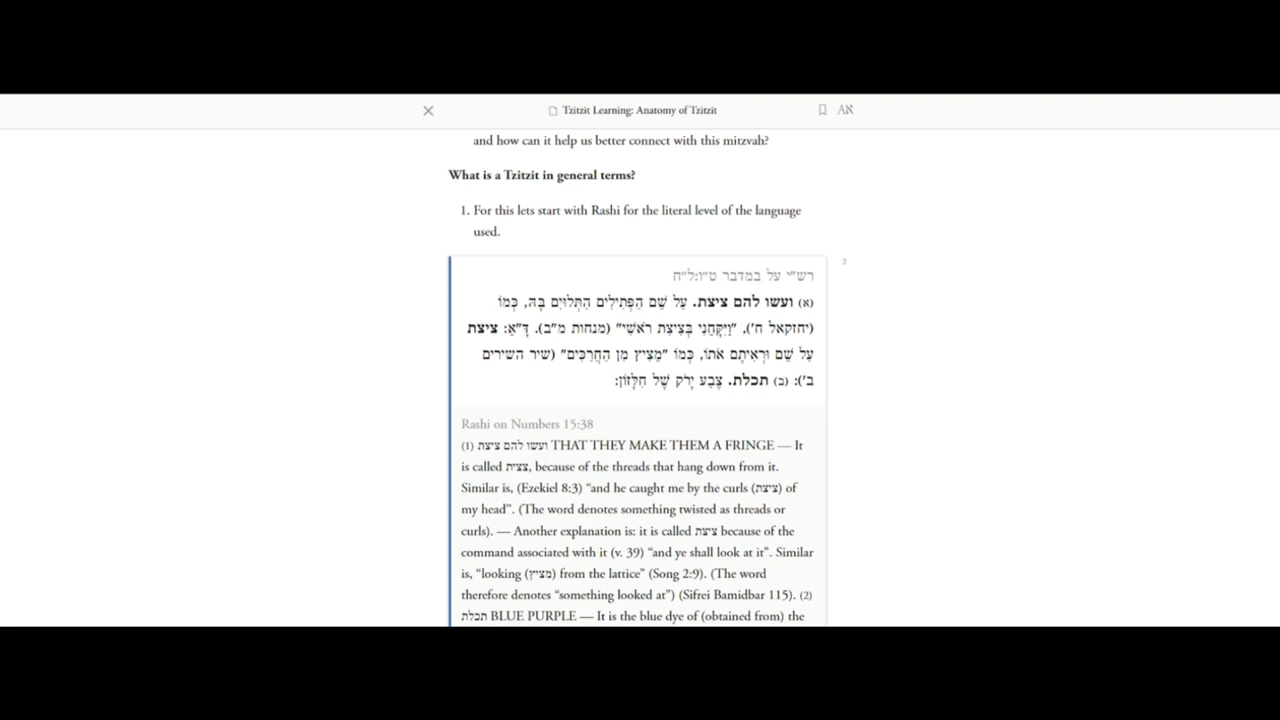 Tzitzit Learning: Anatomy of Tzitzit
Aא
and how can it help us better connect with this mitzvah?
What is a Tzitzit in general terms?
1. For this lets start with Rashi for the literal level of the language
used.
2
רש״י על במדבר ט״ו:ל״ח
(א) ועשו להם ציצת. עַל שֵׁם הַפְּתִילִים הַתְּלוּיִם בָּהּ, כְּמוֹ
(יחזקאל ח'), "וַיִּקָּחֵנִי בְּצִיצִת רֹאשִׁי" (מנחות מ"ב). דָּ"אַ: ציצת
עַל שֵׁם וּרְאִיתֶם אֹתוֹ, כְּמוֹ "מֵצִיץ מִן הַחֲרַכִּים" (שיר השירים
ב'): (ב) תכלת. צֶבַע יָרֹק שֶׁל חִלָּזוֹן:
Rashi on Numbers 15:38
(1) ועשו להם ציצת THAT THEY MAKE THEM A FRINGE — It
is called צצית, because of the threads that hang down from it.
Similar is, (Ezekiel 8:3) “and he caught me by the curls (ציצת) of
my head”. (The word denotes something twisted as threads or
curls). — Another explanation is: it is called ציצת because of the
command associated with it (v. 39) “and ye shall look at it”. Similar
is, “looking (מציץ) from the lattice” (Song 2:9). (The word
therefore denotes “something looked at”) (Sifrei Bamidbar 115). (2)
תכלת BLUE PURPLE — It is the blue dye of (obtained from) the